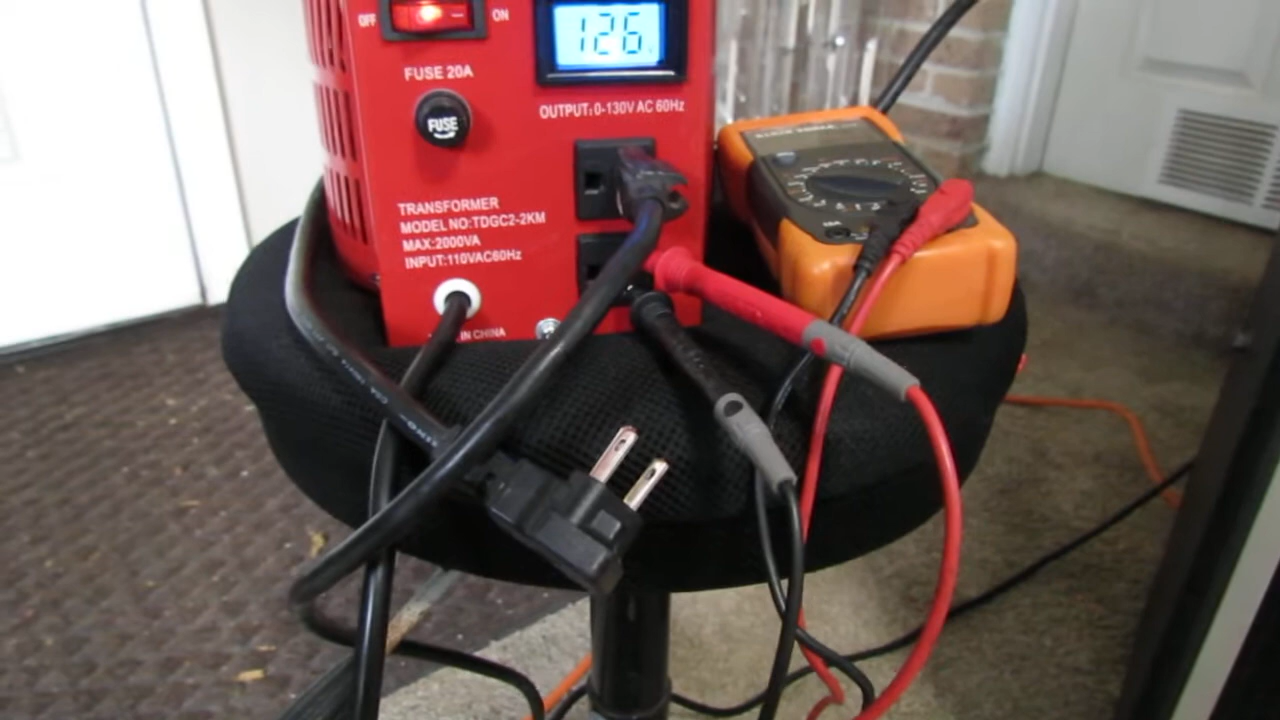 OFF
ON
126
FUSE 20A
OUTPUT:0-130V AC 60Hz
FUSE
TRANSFORMER
MODEL NO:TDGC2-2KM
MAX:2000VA
INPUT:110VAC60Hz
IN CHINA